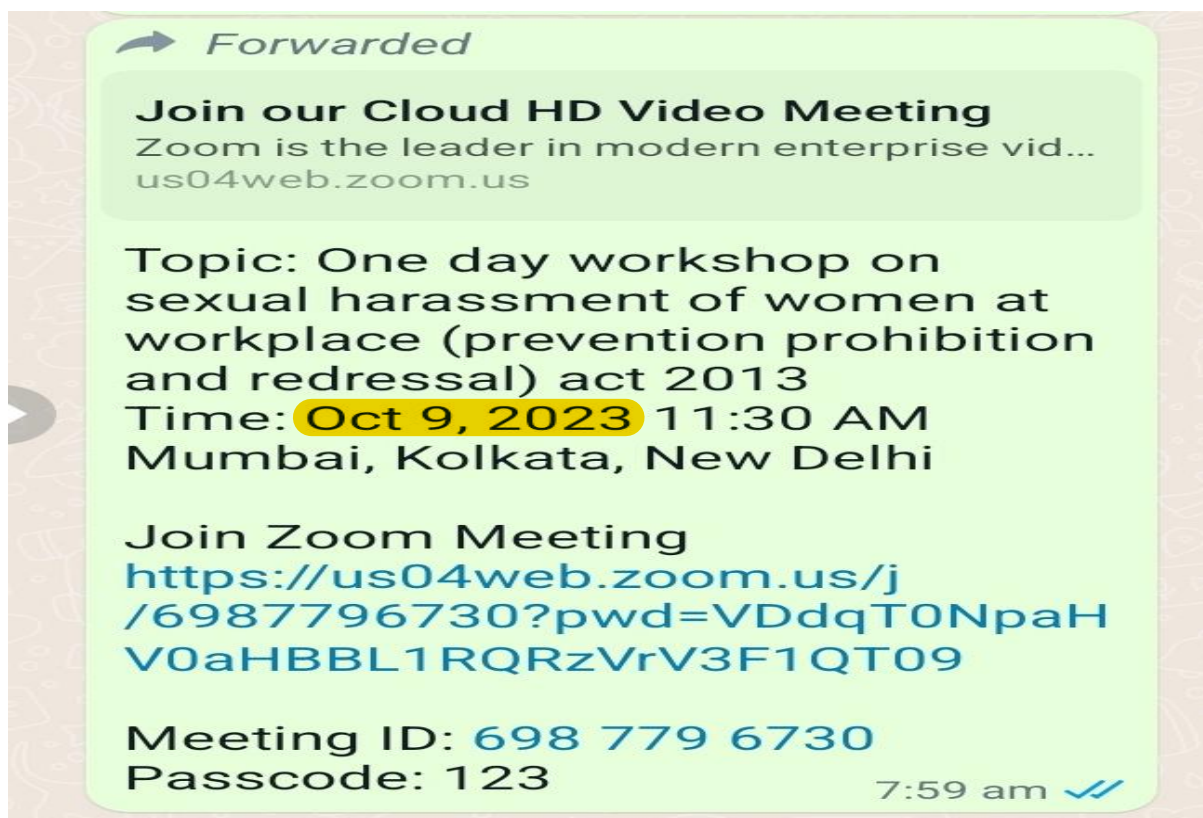 Forwarded
Join our Cloud HD Video Meeting
Zoom is the leader in modern enterprise vid...
us04web.zoom.us
Topic: One day workshop on
sexual harassment of women at
workplace (prevention prohibition
and redressal) act 2013
Time: Oct 9, 2023 11:30 AM
Mumbai, Kolkata, New Delhi
Join Zoom Meeting
https://us04web.zoom.us/j
/6987796730?pwd=VDdqT0NpaH
V0aHBBL1RQRzVrV3F1QT09
Meeting ID: 698 779 6730
Passcode: 123
7:59 am